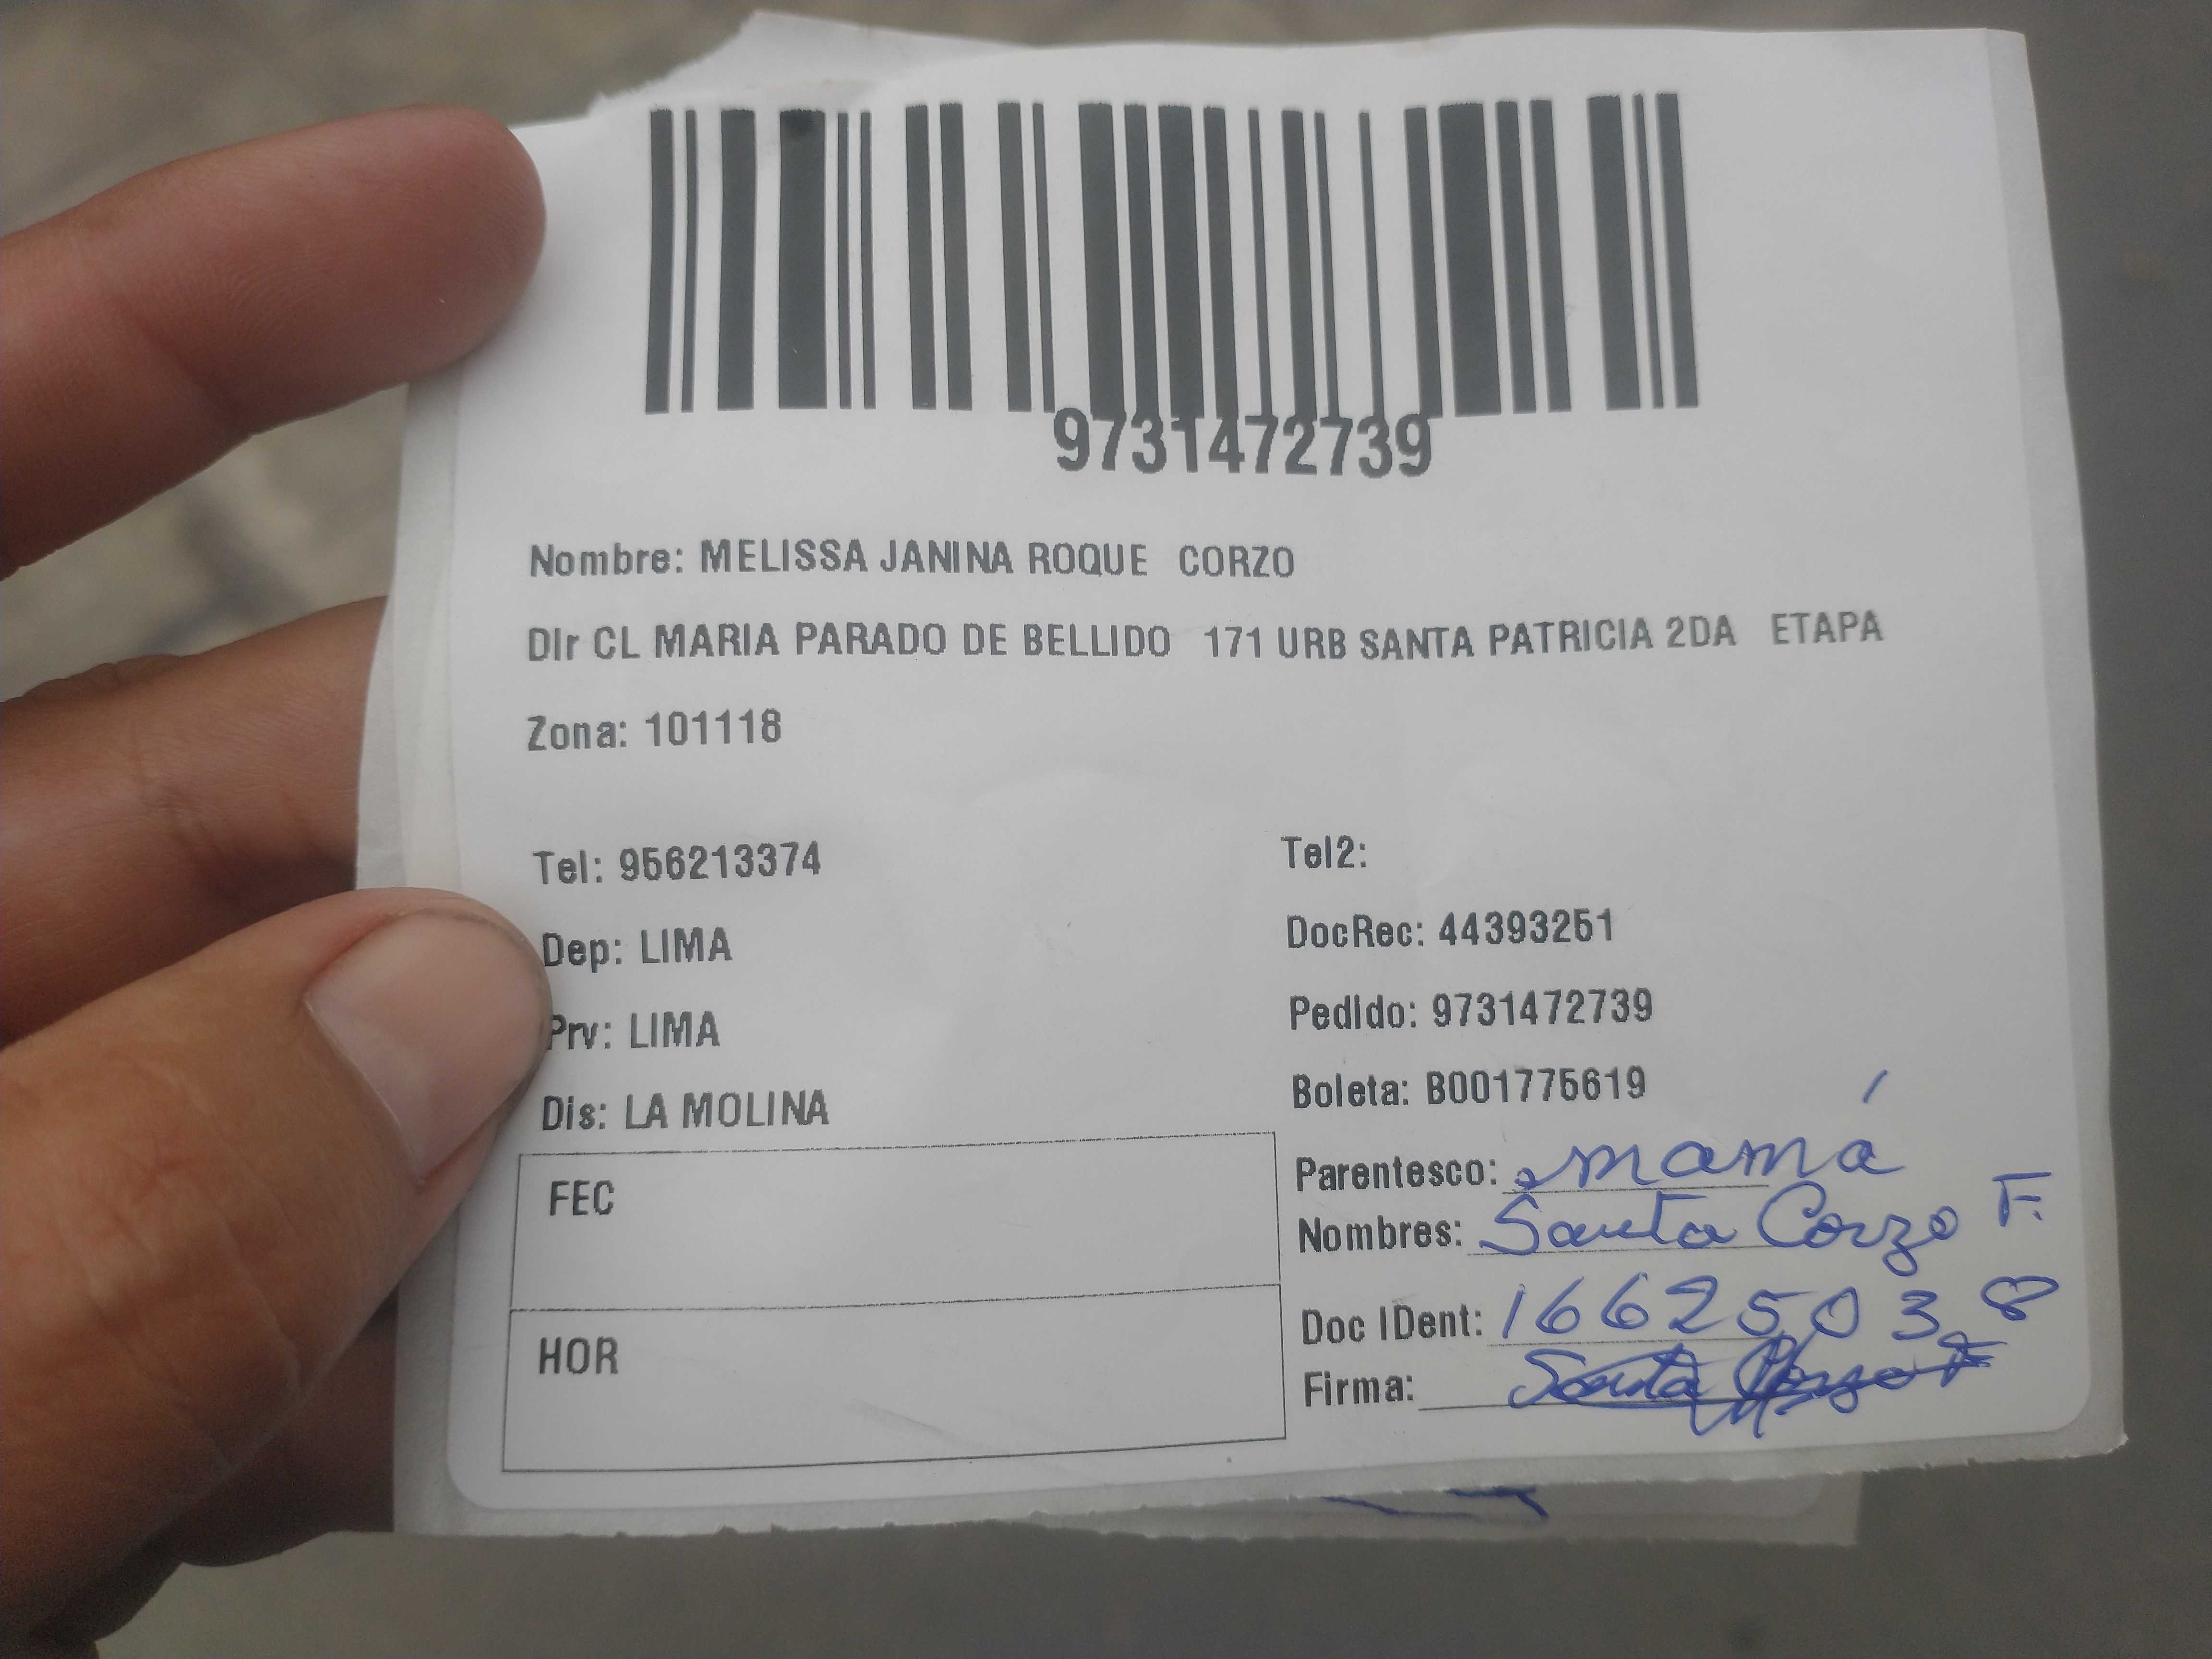 9731472739
Nombre: MELISSA JANINA ROQUE CORZO
Dir CL MARIA PARADO DE BELLIDO 171 URB SANTA PATRICIA 2DA ETAPA
Zona: 101118
Tel: 956213374 Tel2:
Dep: LIMA DocRec: 44393251
Prv: LIMA Pedido: 9731472739
Dis: LA MOLINA Boleta: B001775619
FEC Parentesco: mamá
Nombres: Santa Corzo F.
HOR Doc IDent: 16625038
Firma: Santa Corzo F